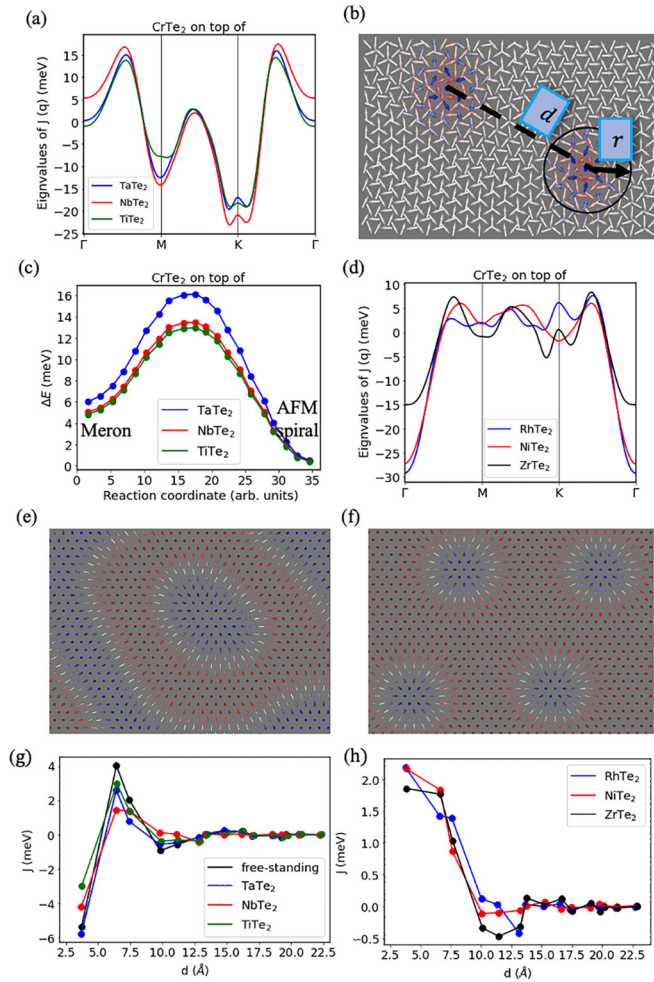 (a)
CrTe₂ on top of
Eignvalues of J (q) (meV)
15
10
5
0
−5
−10
−15
−20
−25
TaTe₂
NbTe₂
TiTe₂
Γ M K Γ
(b)
d
r
(c)
CrTe₂ on top of
ΔE (meV)
16
14
12
10
8
6
4
2
0
Meron
AFM
spiral
TaTe₂
NbTe₂
TiTe₂
0 5 10 15 20 25 30 35
Reaction coordinate (arb. units)
(d)
CrTe₂ on top of
Eignvalues of J (q) (meV)
10
5
0
−5
−10
−15
−20
−25
−30
RhTe₂
NiTe₂
ZrTe₂
Γ M K Γ
(e)
(f)
(g)
J (meV)
4
2
0
−2
−4
−6
free-standing
TaTe₂
NbTe₂
TiTe₂
2.5 5.0 7.5 10.0 12.5 15.0 17.5 20.0 22.5
d (Å)
(h)
J (meV)
2.0
1.5
1.0
0.5
0.0
−0.5
RhTe₂
NiTe₂
ZrTe₂
2.5 5.0 7.5 10.0 12.5 15.0 17.5 20.0 22.5
d (Å)